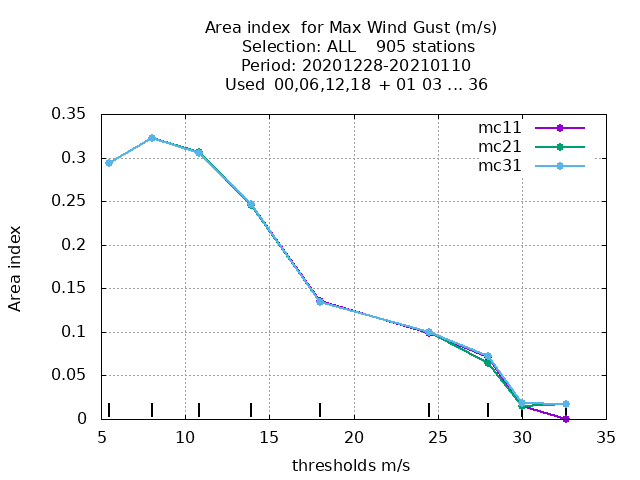 Area index  for Max Wind Gust (m/s)
Selection: ALL    905 stations
Period: 20201228-20210110
Used  00,06,12,18  + 01 03 ... 36
mc11
mc21
mc31
0.35
0.3
0.25
0.2
0.15
0.1
0.05
0
Area index
5 10 15 20 25 30 35
thresholds m/s